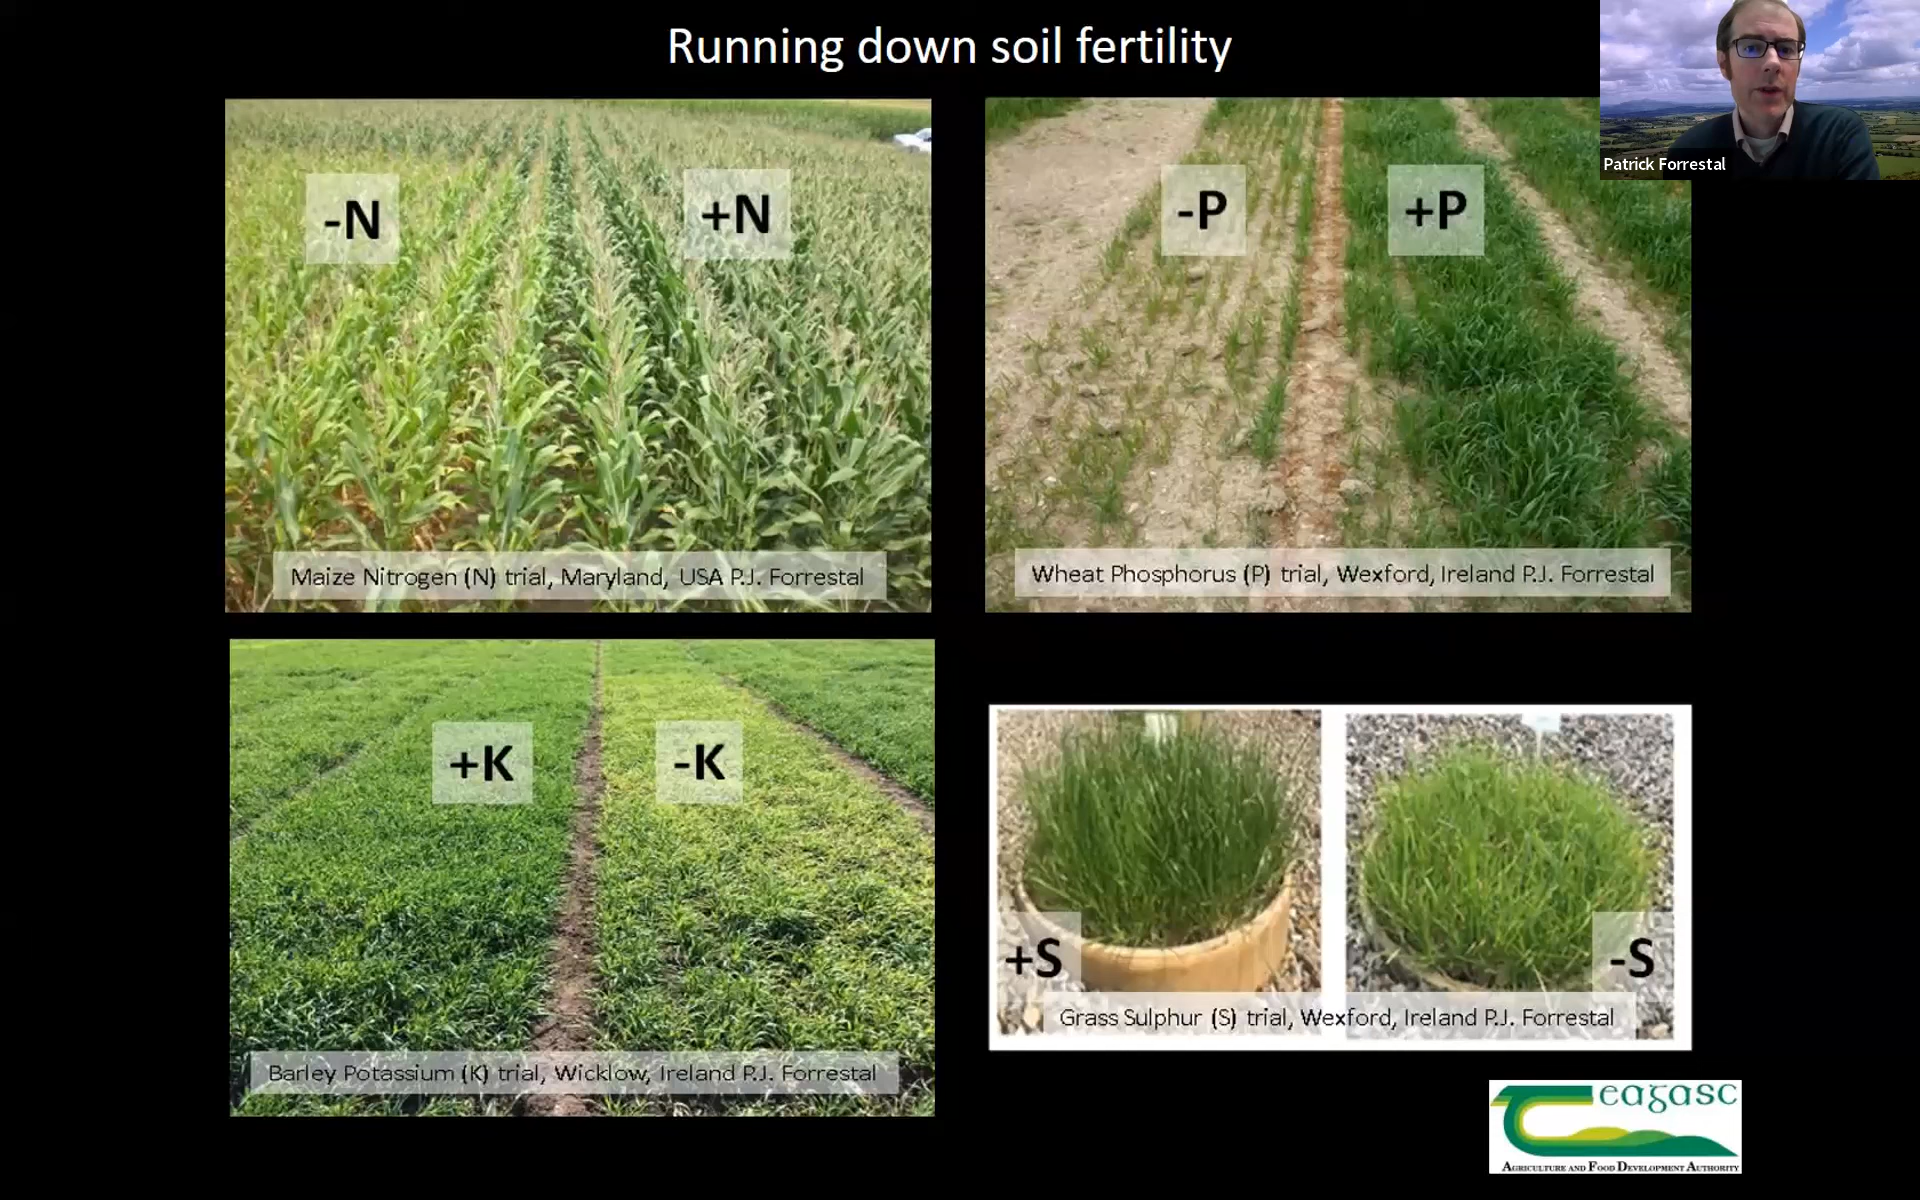 Running down soil fertility
Patrick Forrestal
-N
+N
Maize Nitrogen (N) trial, Maryland, USA P.J. Forrestal
-P
+P
Wheat Phosphorus (P) trial, Wexford, Ireland P.J. Forrestal
+K
-K
Barley Potassium (K) trial, Wicklow, Ireland P.J. Forrestal
+S
-S
Grass Sulphur (S) trial, Wexford, Ireland P.J. Forrestal
Teagasc
AGRICULTURE AND FOOD DEVELOPMENT AUTHORITY